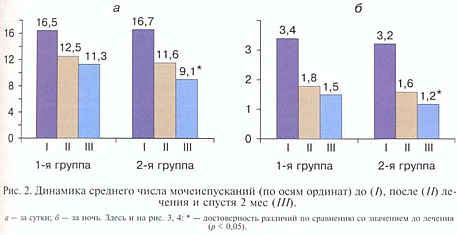 а
б
16,5
12,5
11,3
16,7
11,6
9,1*
3,4
1,8
1,5
3,2
1,6
1,2*
16
12
8
4
0
3
2
1
0
I II III I II III
I II III I II III
1-я группа 2-я группа
1-я группа 2-я группа
Рис. 2. Динамика среднего числа мочеиспусканий (по осям ординат) до (I), после (II) ле-
чения и спустя 2 мес (III).
а — за сутки; б — за ночь. Здесь и на рис. 3, 4: * — достоверность различий по сравнению со значением до лечения
(p < 0,05).